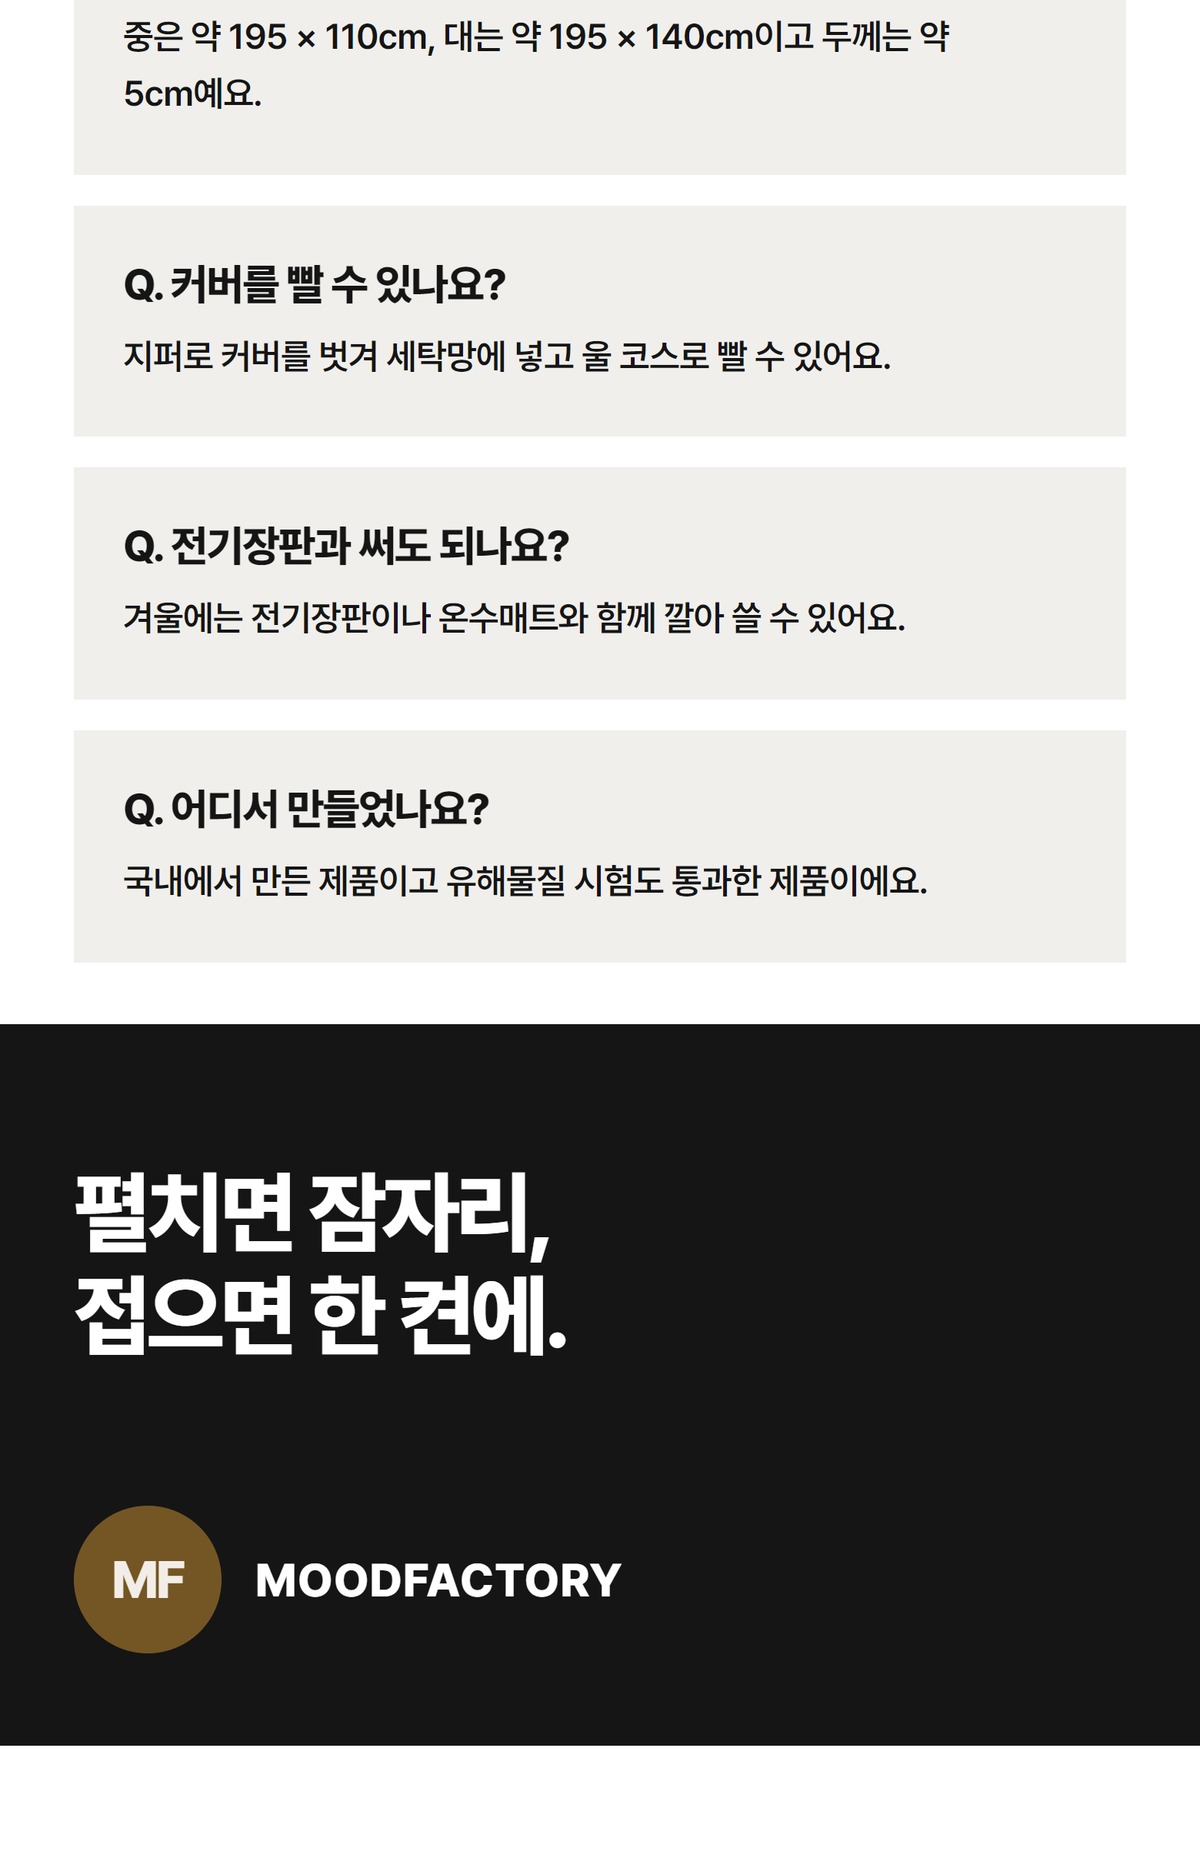 중은 약 195 × 110cm, 대는 약 195 × 140cm이고 두께는 약
5cm예요.
Q. 커버를 빨 수 있나요?
지퍼로 커버를 벗겨 세탁망에 넣고 울 코스로 빨 수 있어요.
Q. 전기장판과 써도 되나요?
겨울에는 전기장판이나 온수매트와 함께 깔아 쓸 수 있어요.
Q. 어디서 만들었나요?
국내에서 만든 제품이고 유해물질 시험도 통과한 제품이에요.
펼치면 잠자리,
접으면 한 켠에.
MF
MOODFACTORY